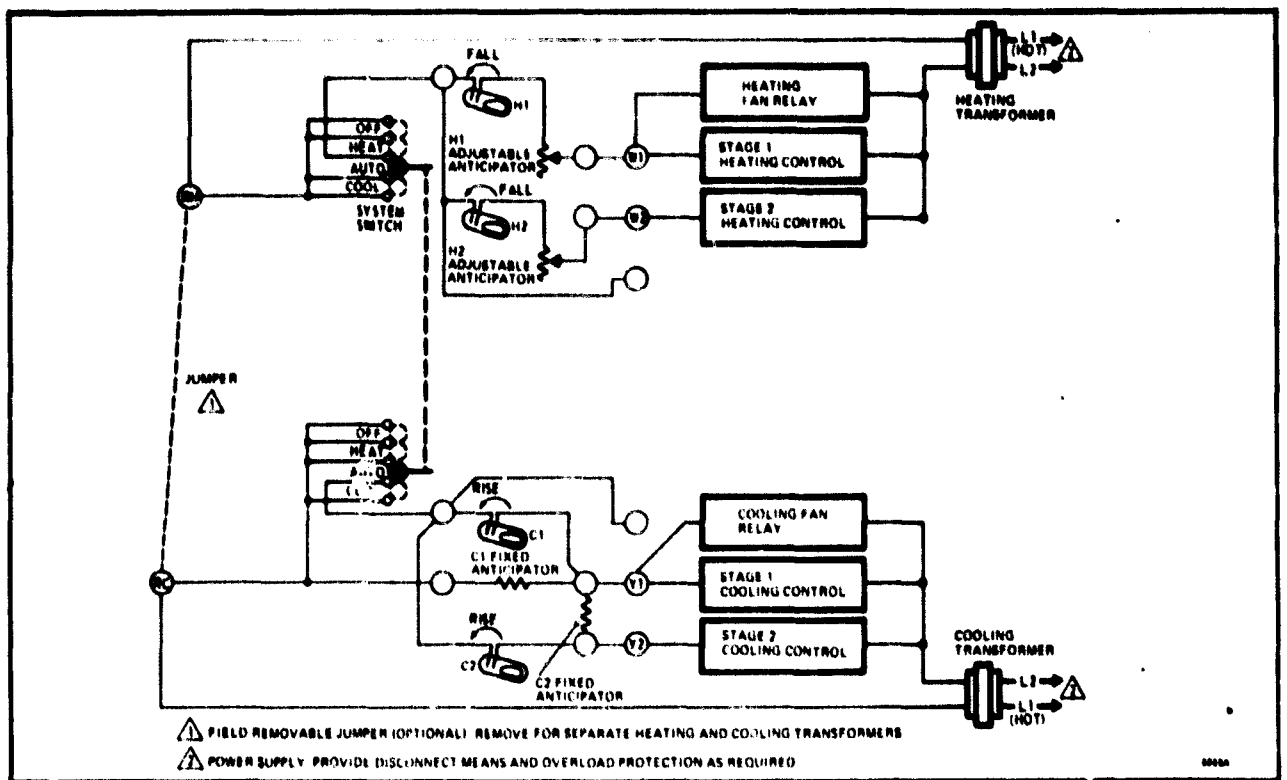 L1
(HOT)
L2
HEATING
TRANSFORMER
FALL
H1
HEATING
FAN RELAY
OFF
HEAT
AUTO
COOL
SYSTEM
SWITCH
H1
ADJUSTABLE
ANTICIPATOR
W1
STAGE 1
HEATING CONTROL
FALL
H2
W2
STAGE 2
HEATING CONTROL
H2
ADJUSTABLE
ANTICIPATOR
JUMPER
1
OFF
HEAT
AUTO
RISE
C1
COOLING FAN
RELAY
C1 FIXED
ANTICIPATOR
Y1
STAGE 1
COOLING CONTROL
RISE
C2
Y2
STAGE 2
COOLING CONTROL
C2 FIXED
ANTICIPATOR
COOLING
TRANSFORMER
L2
L1
(HOT)
1 FIELD REMOVABLE JUMPER (OPTIONAL) REMOVE FOR SEPARATE HEATING AND COOLING TRANSFORMERS
2 POWER SUPPLY PROVIDE DISCONNECT MEANS AND OVERLOAD PROTECTION AS REQUIRED